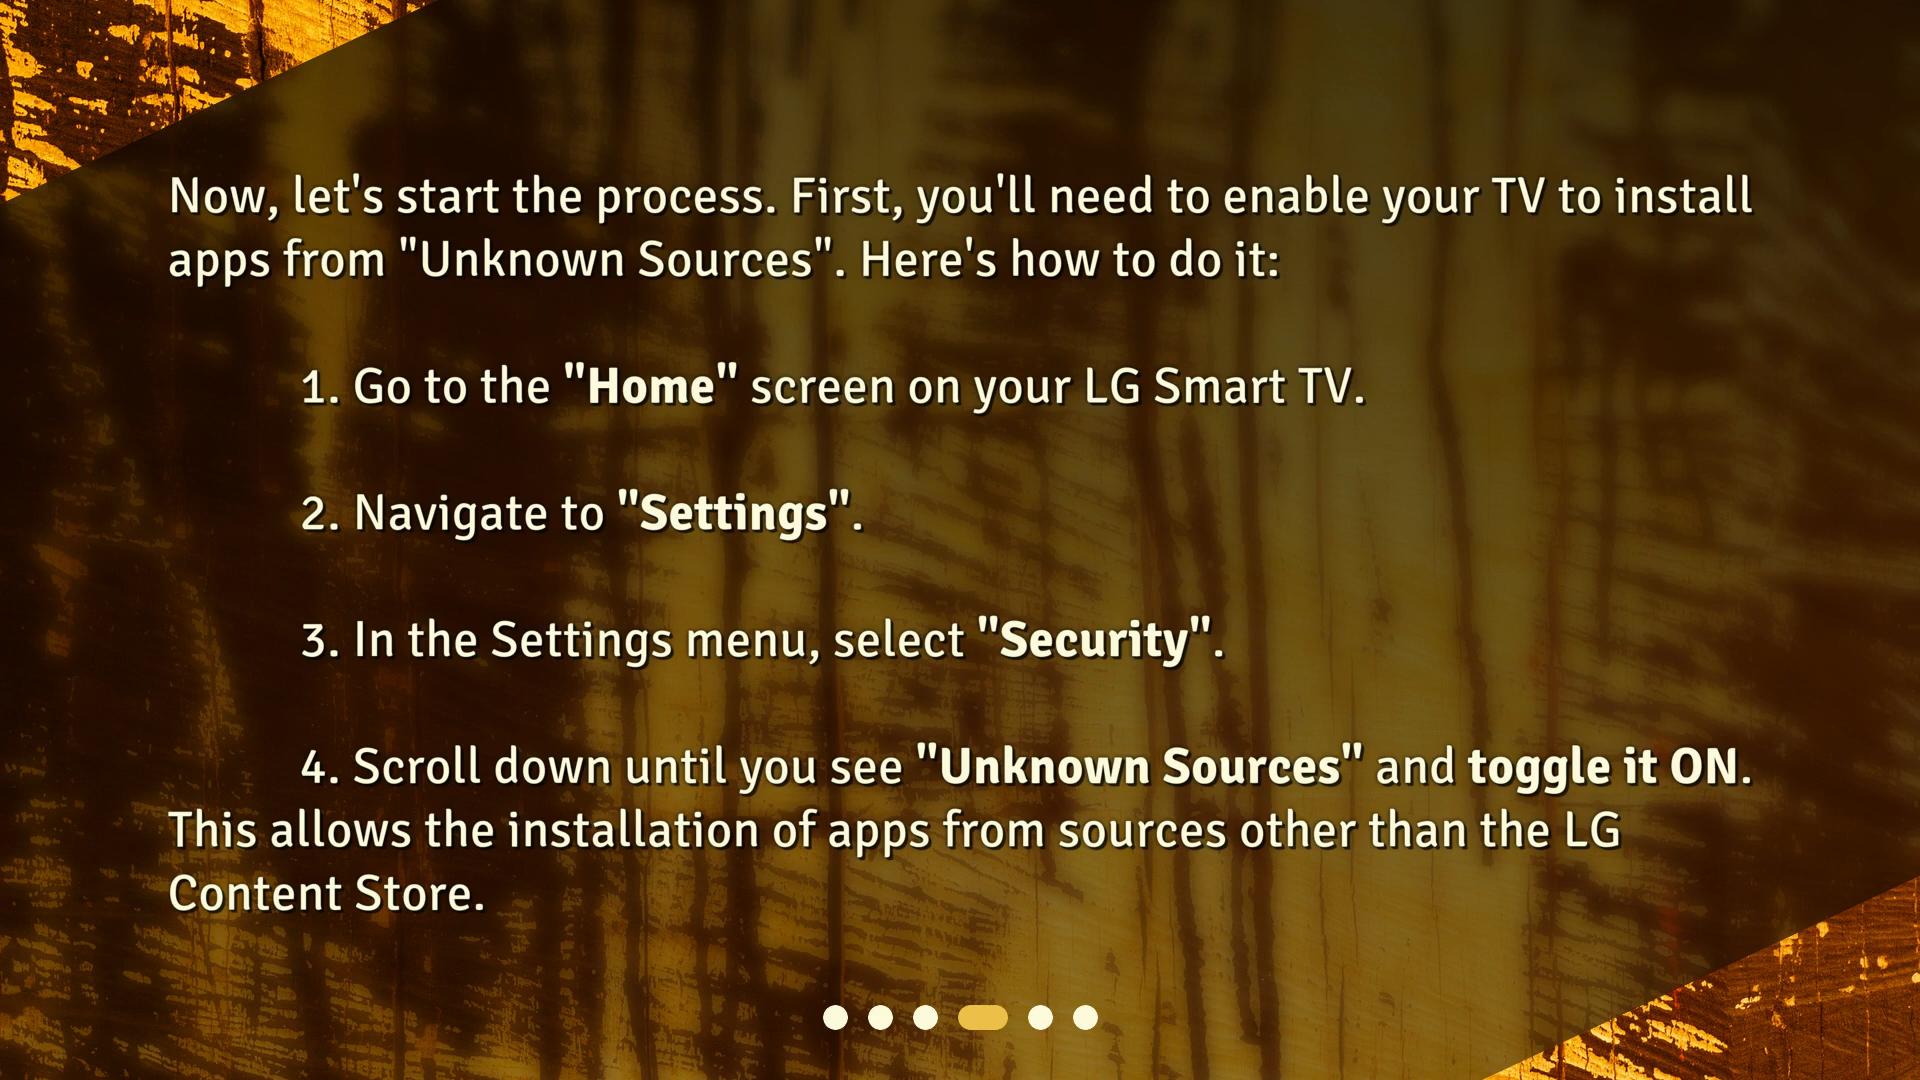 Now, let's start the process. First, you'll need to enable your TV to install
apps from "Unknown Sources". Here's how to do it:
1. Go to the "Home" screen on your LG Smart TV.
2. Navigate to "Settings".
3. In the Settings menu, select "Security".
4. Scroll down until you see "Unknown Sources" and toggle it ON.
This allows the installation of apps from sources other than the LG
Content Store.